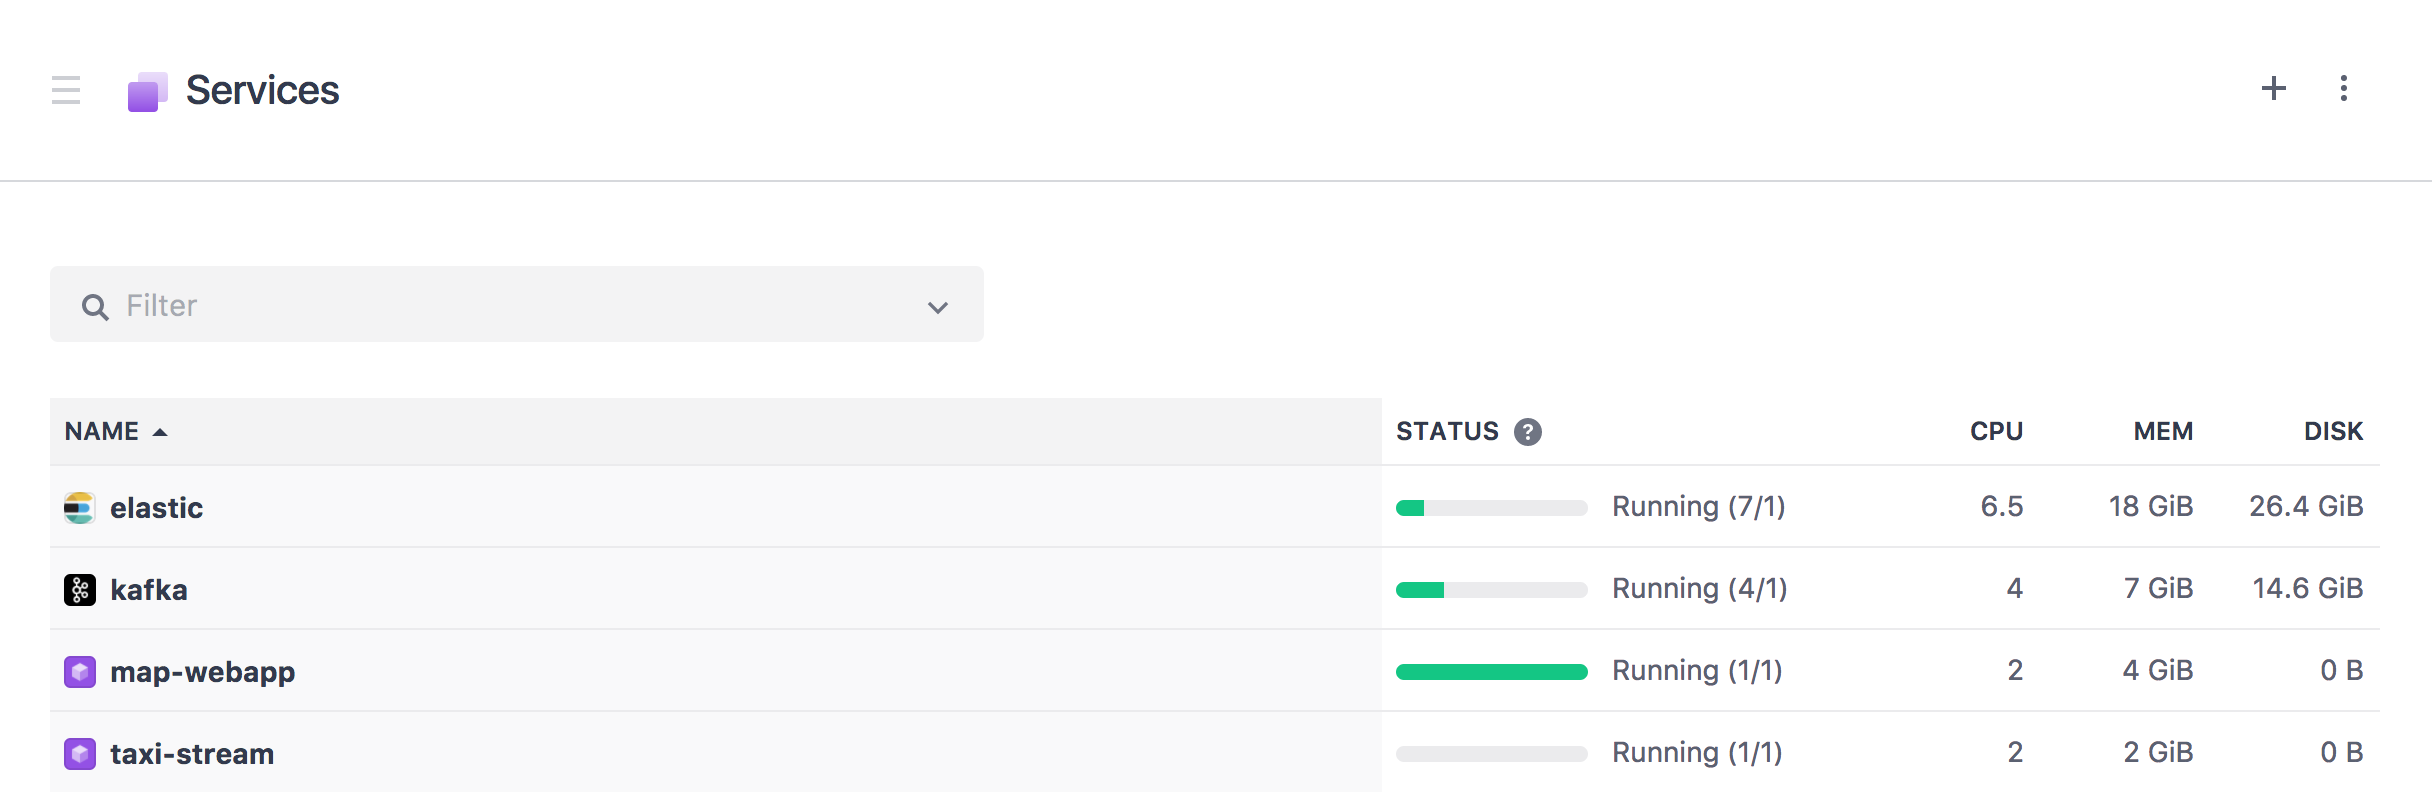 Services
Filter
NAME STATUS ? CPU MEM DISK
elastic Running (7/1) 6.5 18 GiB 26.4 GiB
kafka Running (4/1) 4 7 GiB 14.6 GiB
map-webapp Running (1/1) 2 4 GiB 0 B
taxi-stream Running (1/1) 2 2 GiB 0 B